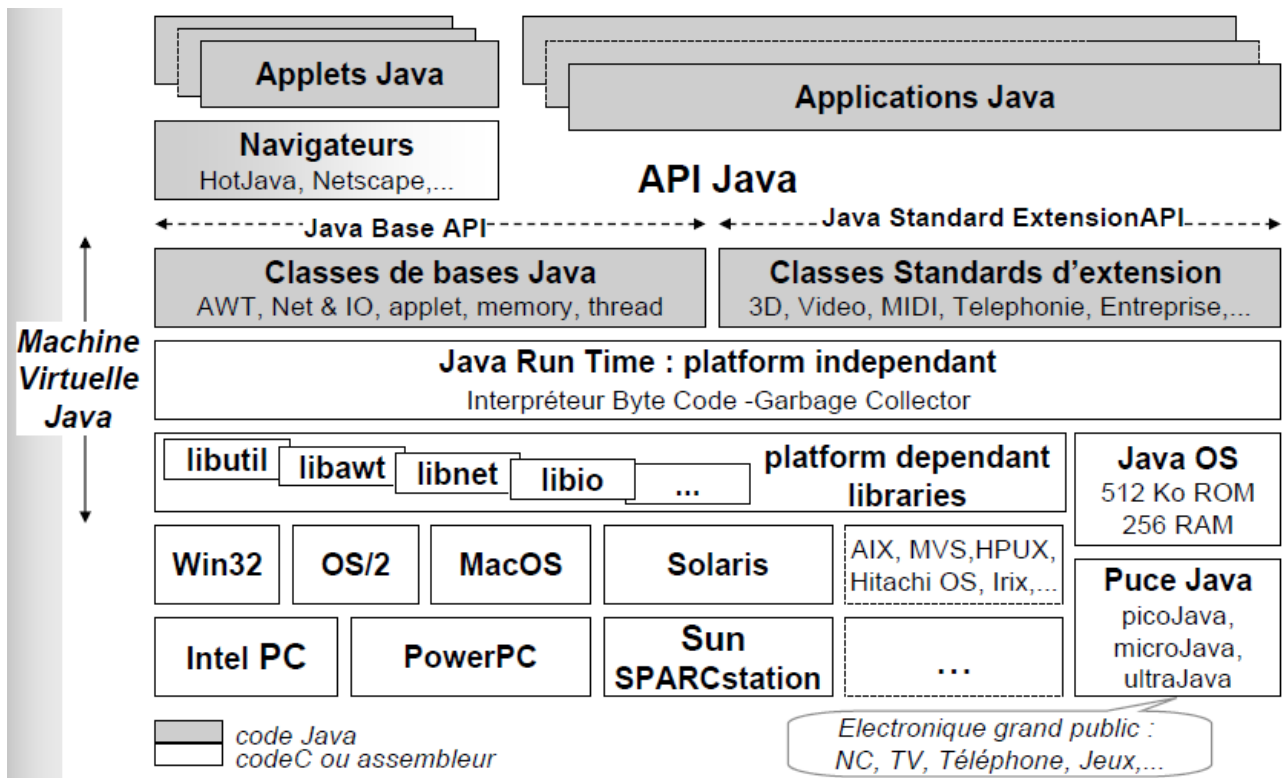 Applets Java
Applications Java
Navigateurs
HotJava, Netscape,...
API Java
Java Base API
Java Standard ExtensionAPI
Classes de bases Java
AWT, Net & IO, applet, memory, thread
Classes Standards d'extension
3D, Video, MIDI, Telephonie, Entreprise,...
Machine
Virtuelle
Java
Java Run Time : platform independant
Interpréteur Byte Code -Garbage Collector
libutil
libawt
libnet
libio
...
platform dependant
libraries
Java OS
512 Ko ROM
256 RAM
Win32
OS/2
MacOS
Solaris
AIX, MVS,HPUX,
Hitachi OS, Irix,...
Puce Java
picoJava,
microJava,
ultraJava
Intel PC
PowerPC
Sun
SPARCstation
...
code Java
codeC ou assembleur
Electronique grand public :
NC, TV, Téléphone, Jeux,...